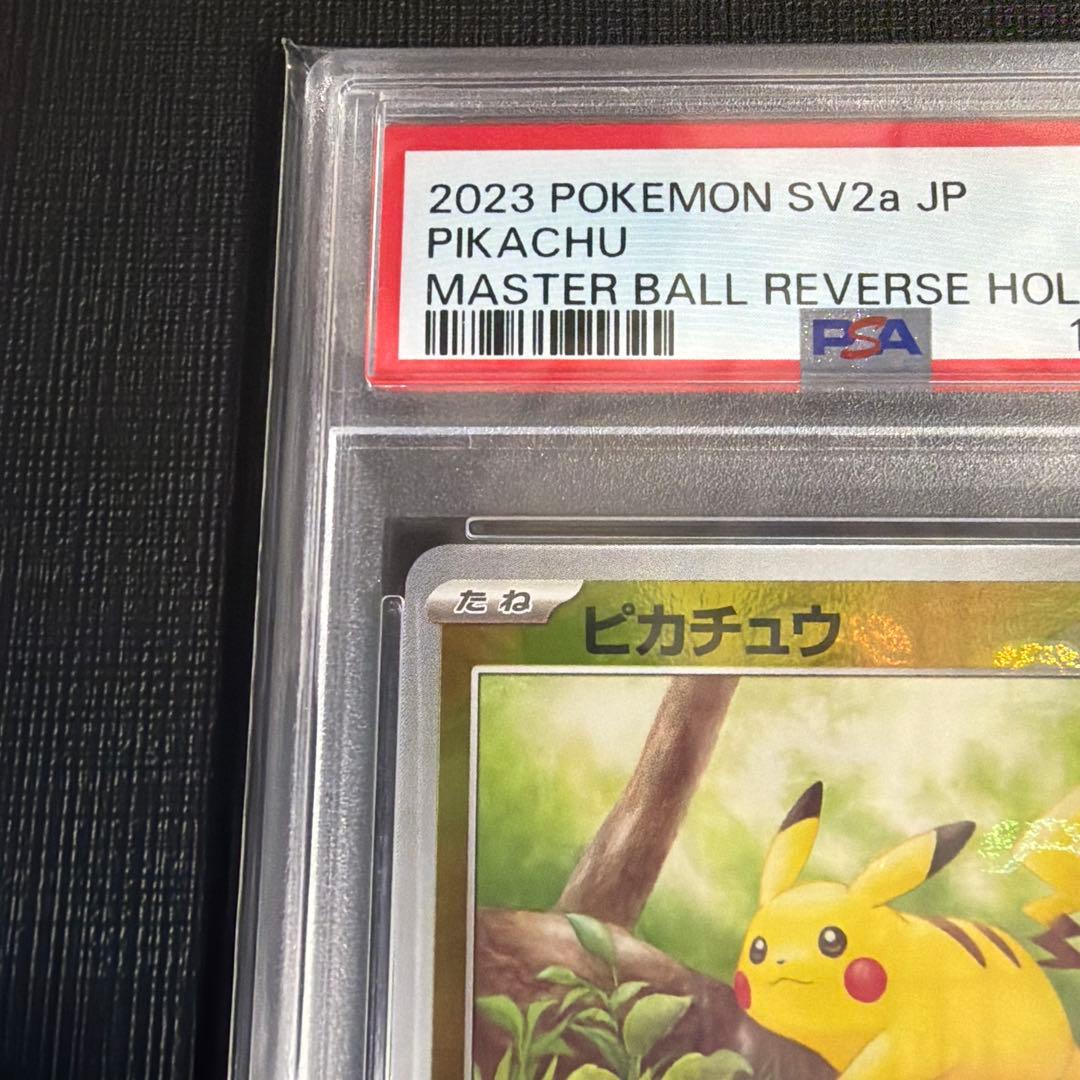 2023 POKEMON SV2a JP
PIKACHU
MASTER BALL REVERSE HOL
PSA
たね
ピカチュウ